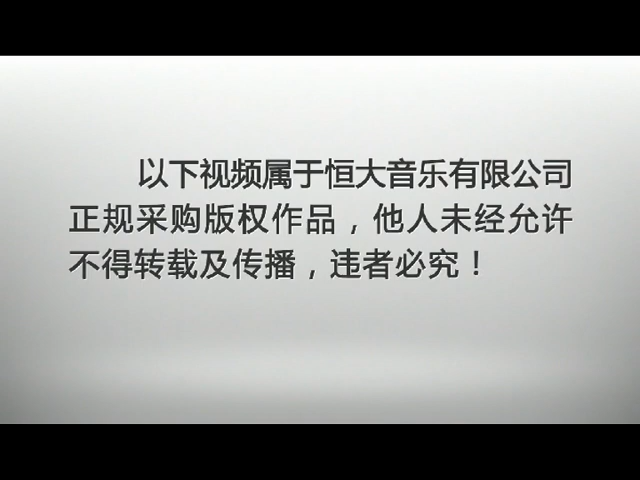 以下视频属于恒大音乐有限公司
正规采购版权作品，他人未经允许
不得转载及传播，违者必究！